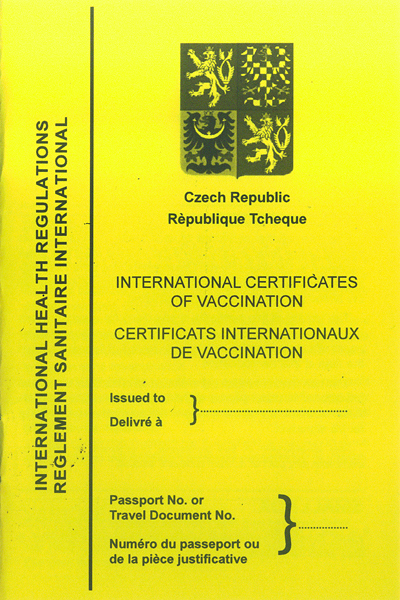 INTERNATIONAL HEALTH REGULATIONS
REGLEMENT SANITAIRE INTERNATIONAL
Czech Republic
Rèpublique Tcheque
INTERNATIONAL CERTIFICATES
OF VACCINATION
CERTIFICATS INTERNATIONAUX
DE VACCINATION
Issued to
Delivré à
Passport No. or
Travel Document No.
Numéro du passeport ou
de la pièce justificative